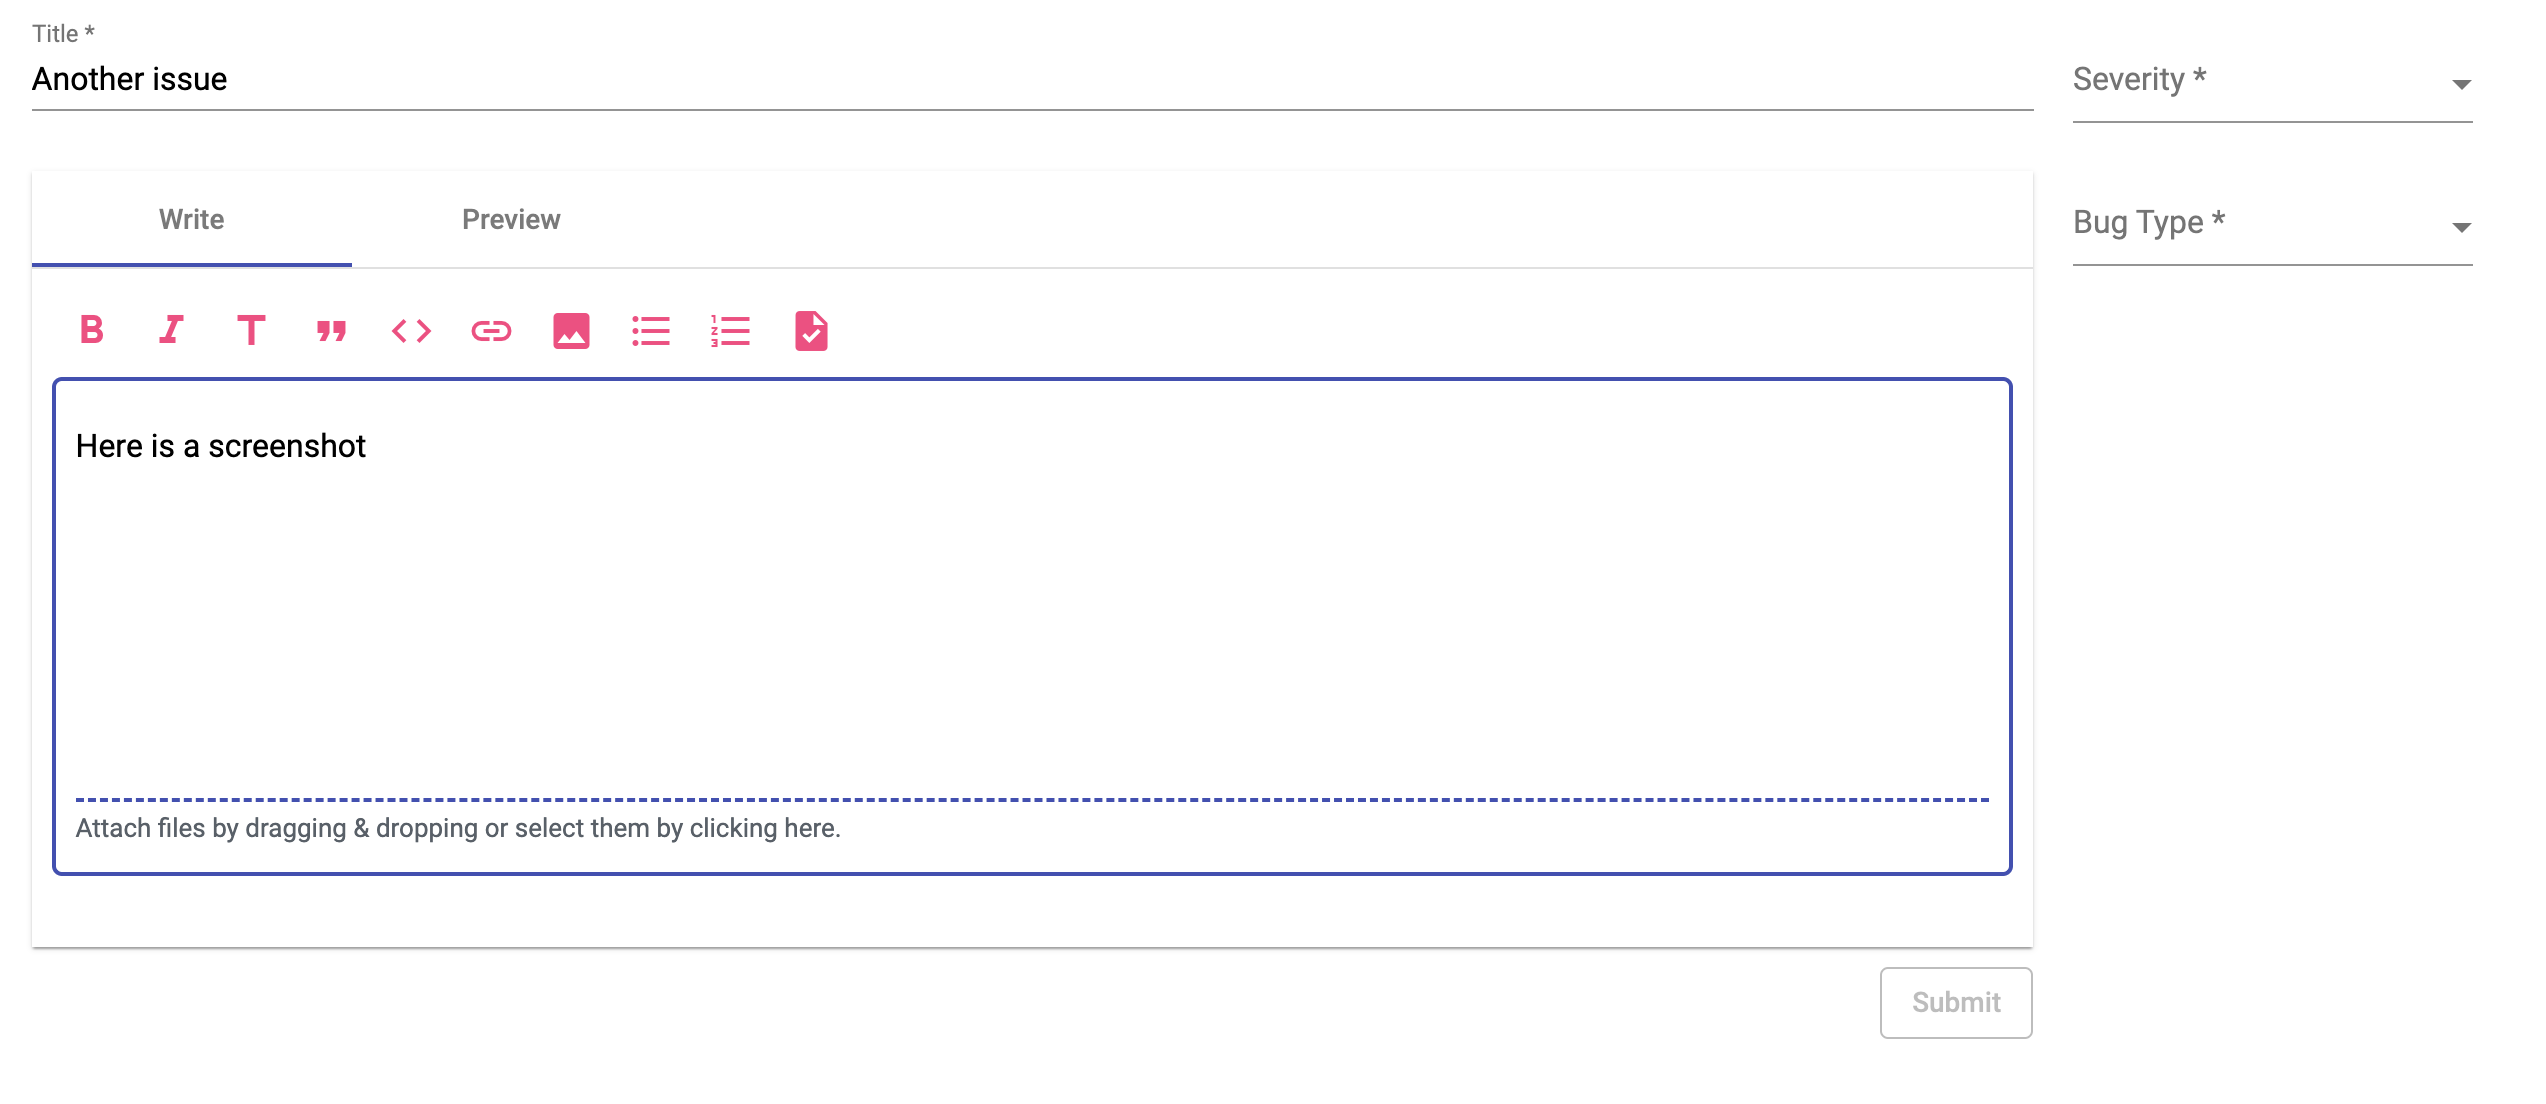 Title *
Another issue
Severity *
Write
Preview
Bug Type *
Here is a screenshot
Attach files by dragging & dropping or select them by clicking here.
Submit